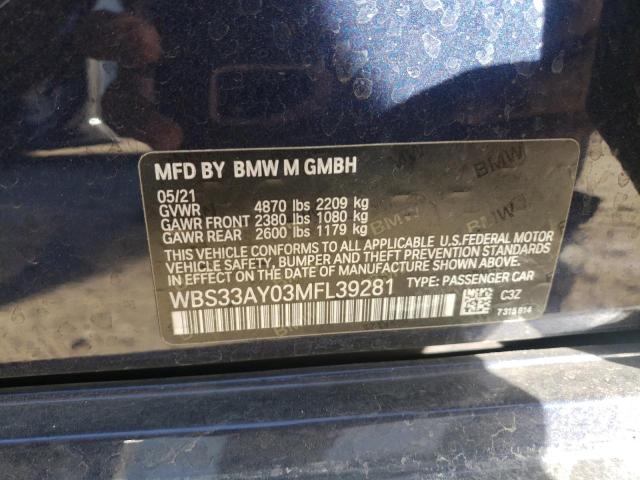 MFD BY BMW M GMBH
05/21
GVWR 4870 lbs 2209 kg
GAWR FRONT 2380 lbs 1080 kg
GAWR REAR 2600 lbs 1179 kg
THIS VEHICLE CONFORMS TO ALL APPLICABLE U.S.FEDERAL MOTOR
VEHICLE SAFETY, BUMPER AND THEFT PREVENTION STANDARDS
IN EFFECT ON THE DATE OF MANUFACTURE SHOWN ABOVE.
WBS33AY03MFL39281 TYPE: PASSENGER CAR
C3Z
7315 814